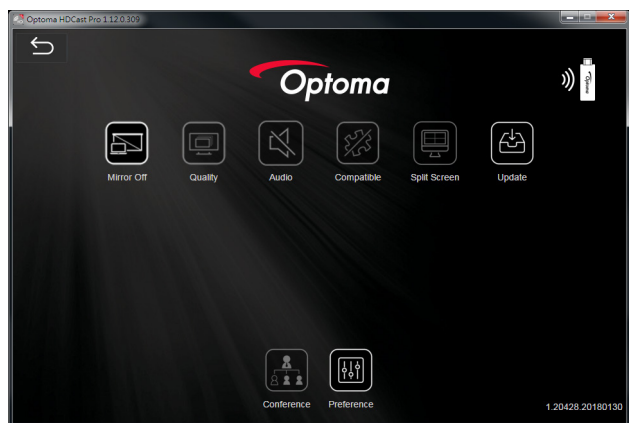 Optoma HDCast Pro 1.12.0.309
Optoma
Optoma
Mirror Off
Quality
Audio
Compatible
Split Screen
Update
Conference
Preference
1.20428.20180130